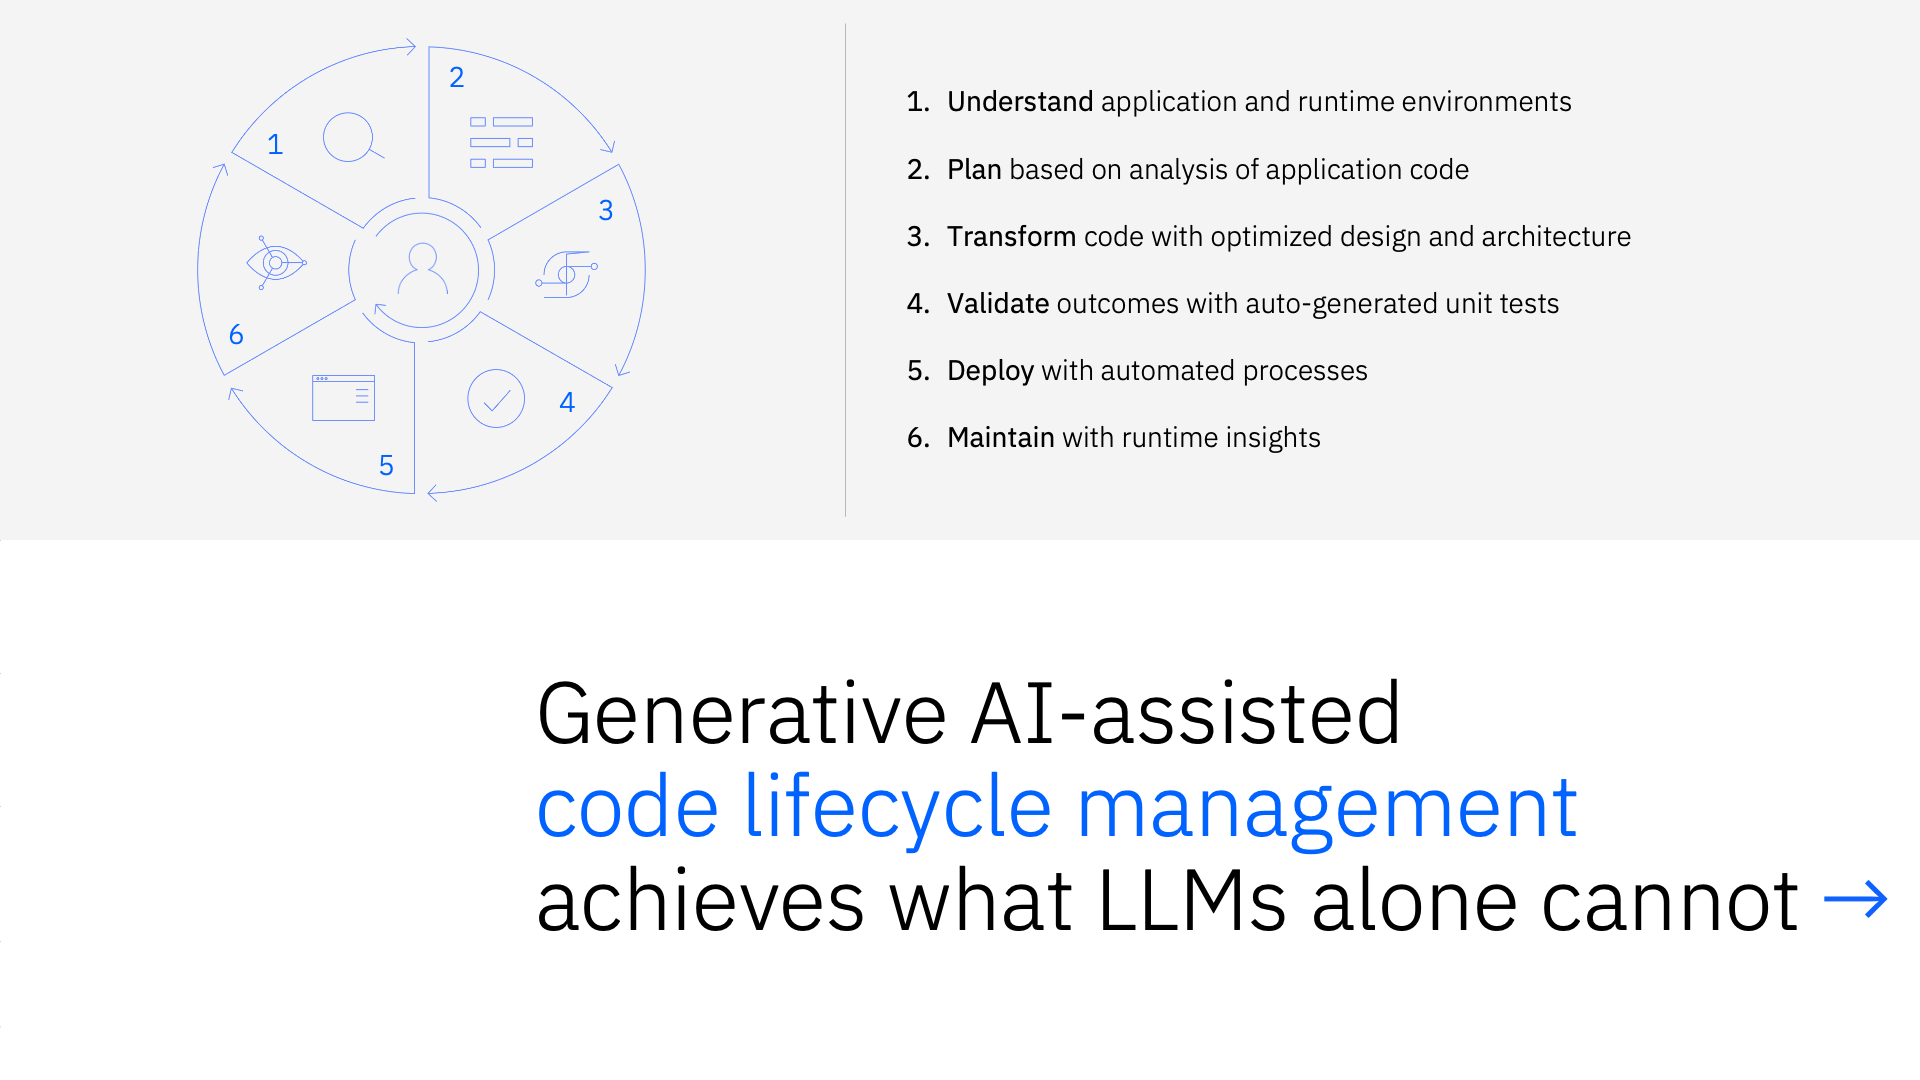 1
2
3
4
5
6
1. Understand application and runtime environments
2. Plan based on analysis of application code
3. Transform code with optimized design and architecture
4. Validate outcomes with auto-generated unit tests
5. Deploy with automated processes
6. Maintain with runtime insights
Generative AI-assisted
code lifecycle management
achieves what LLMs alone cannot →